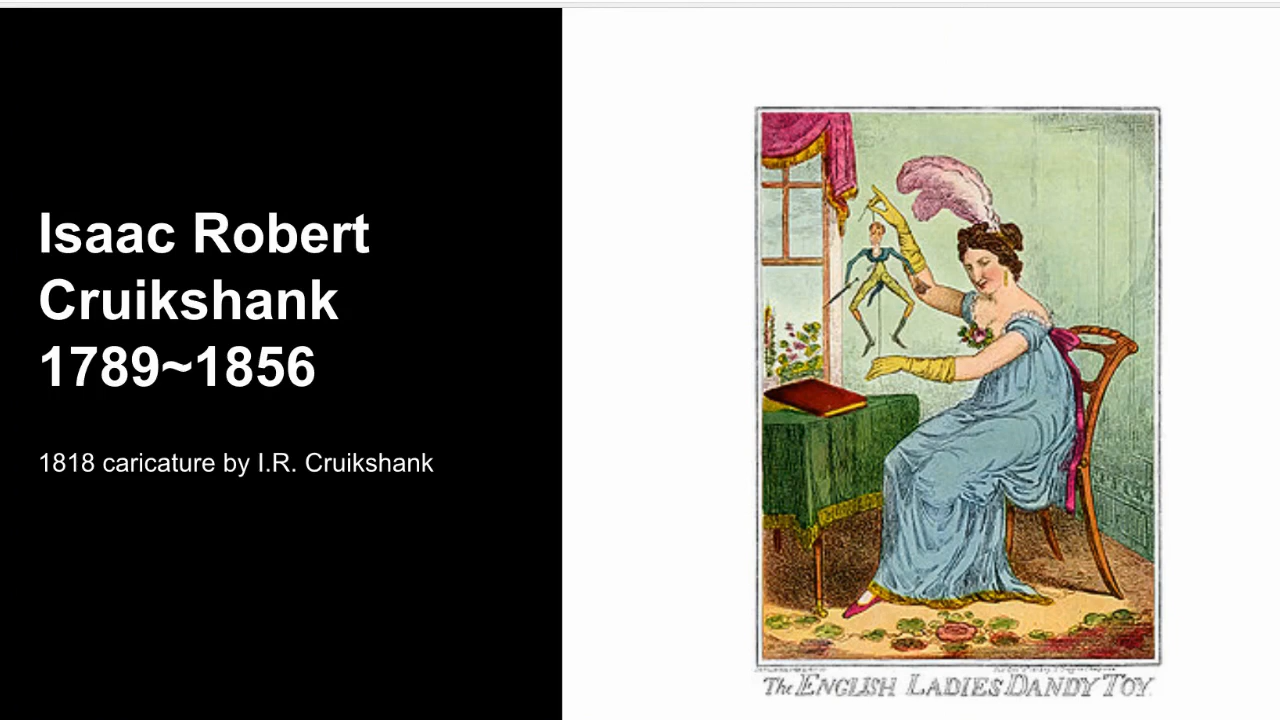 Isaac Robert
Cruikshank
1789~1856
1818 caricature by I.R. Cruikshank
The ENGLISH LADIES DANDY TOY.